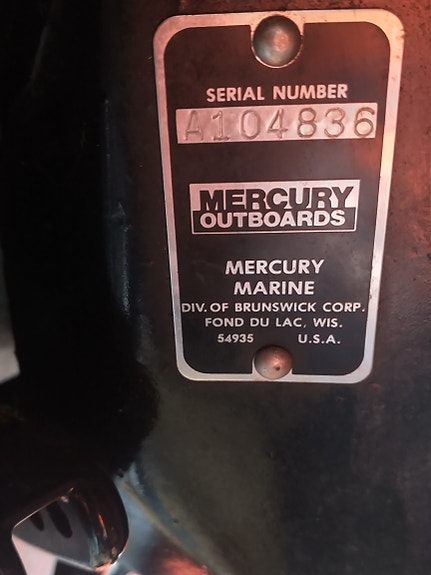 SERIAL NUMBER
A104836
MERCURY
OUTBOARDS
MERCURY
MARINE
DIV. OF BRUNSWICK CORP.
FOND DU LAC, WIS.
54935 U.S.A.